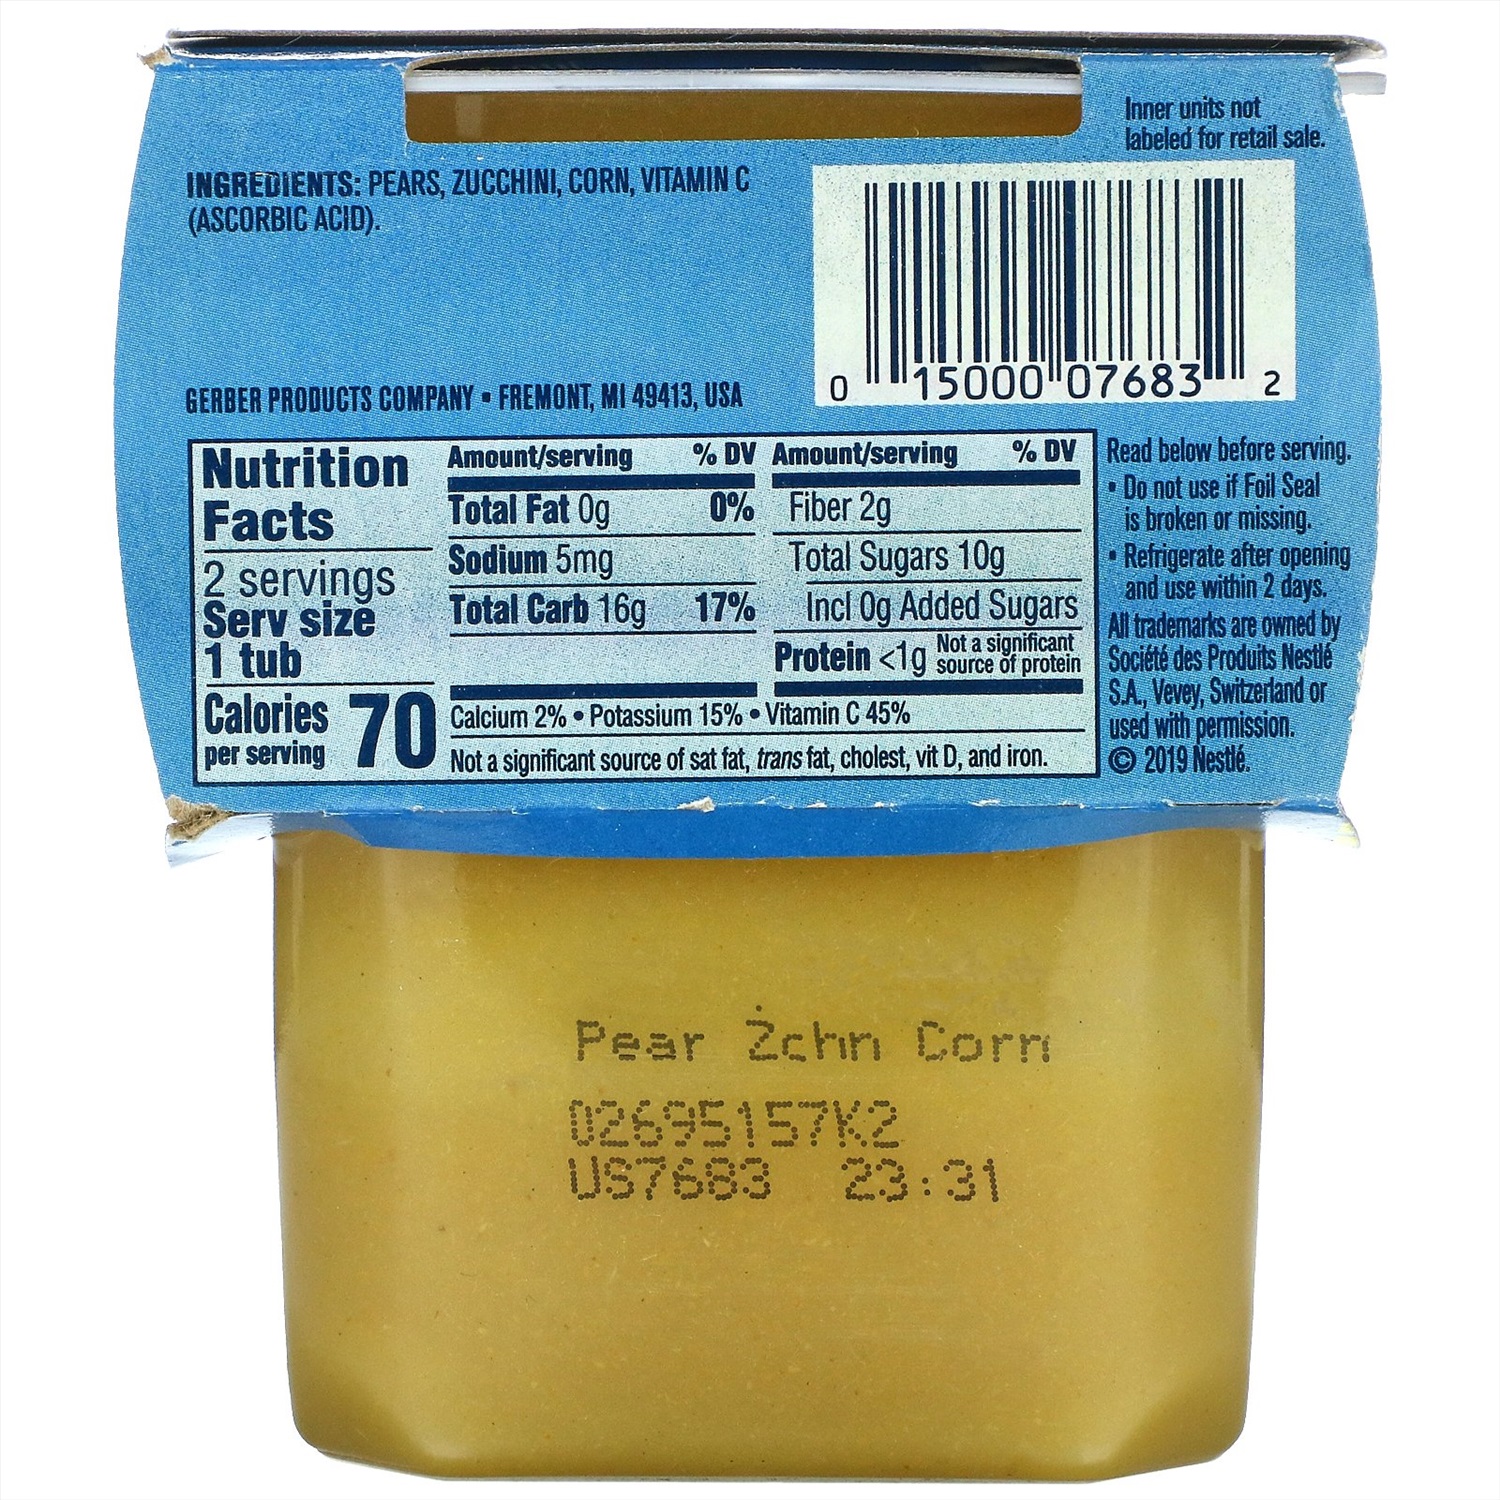 Inner units not
labeled for retail sale.
INGREDIENTS: PEARS, ZUCCHINI, CORN, VITAMIN C
(ASCORBIC ACID).
0 15000 07683 2
GERBER PRODUCTS COMPANY • FREMONT, MI 49413, USA
Nutrition
Facts
2 servings
Serv size
1 tub
Calories
per serving
70
Amount/serving % DV
Total Fat 0g 0%
Sodium 5mg
Total Carb 16g 17%
Amount/serving % DV
Fiber 2g
Total Sugars 10g
Incl 0g Added Sugars
Protein <1g Not a significant
source of protein
Calcium 2% • Potassium 15% • Vitamin C 45%
Not a significant source of sat fat, trans fat, cholest, vit D, and iron.
Read below before serving.
• Do not use if Foil Seal
is broken or missing.
• Refrigerate after opening
and use within 2 days.
All trademarks are owned by
Société des Produits Nestlé
S.A., Vevey, Switzerland or
used with permission.
© 2019 Nestlé.
Pear Żchn Corn
02695157K2
US7683 23:31